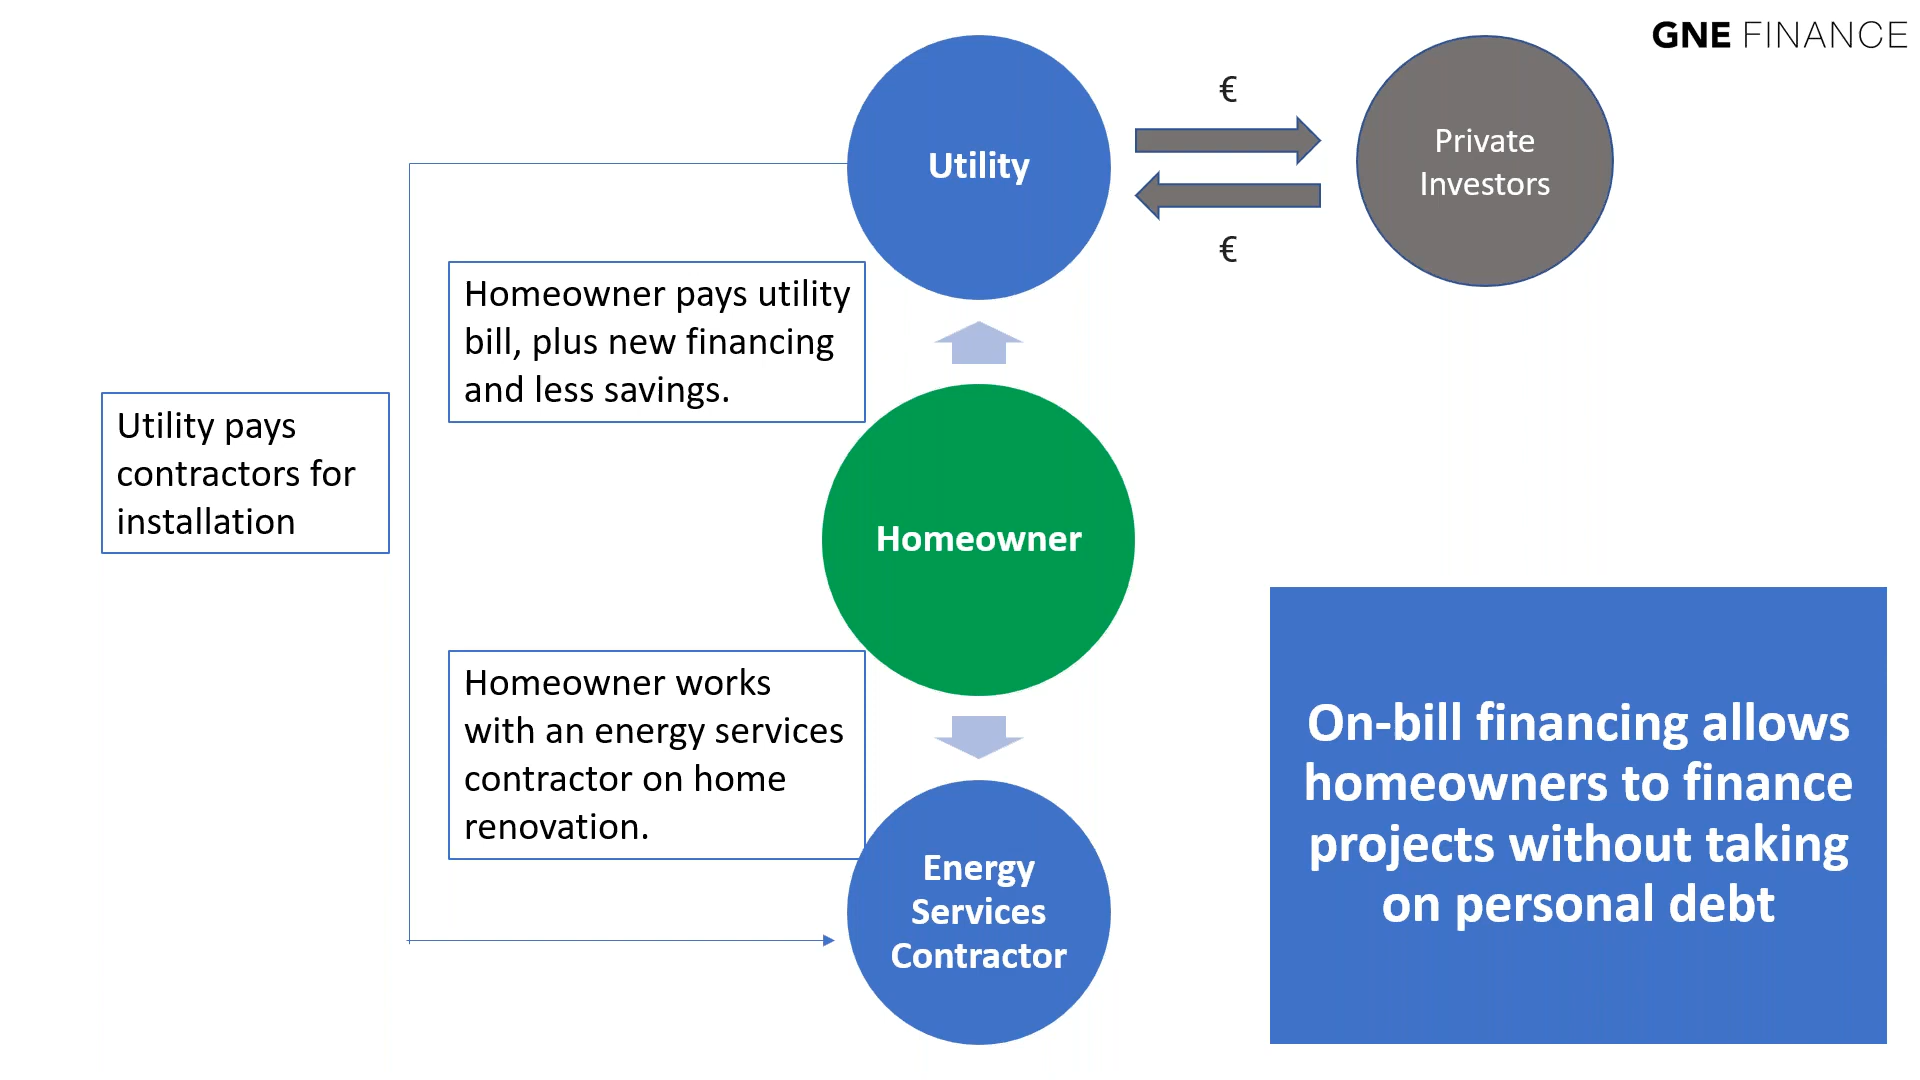 GNE FINANCE
Utility
€
€
Private
Investors
Homeowner pays utility
bill, plus new financing
and less savings.
Utility pays
contractors for
installation
Homeowner
Homeowner works
with an energy services
contractor on home
renovation.
Energy
Services
Contractor
On-bill financing allows
homeowners to finance
projects without taking
on personal debt